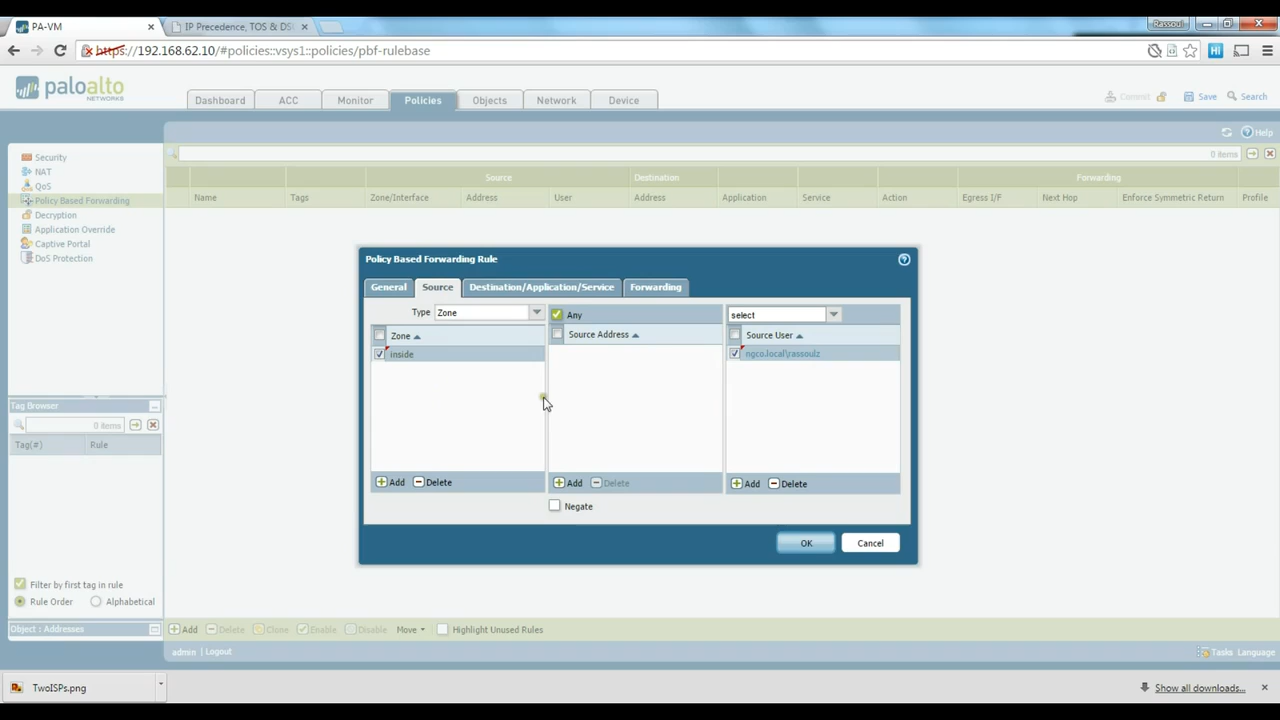 PA-VM
IP Precedence, TOS & DS
Rassoul
https://192.168.62.10/#policies::vsys1::policies/pbf-rulebase
paloalto
NETWORKS
Dashboard
ACC
Monitor
Policies
Objects
Network
Device
Commit
Save
Search
Help
Security
NAT
QoS
Policy Based Forwarding
Decryption
Application Override
Captive Portal
DoS Protection
0 items
Source
Destination
Forwarding
Name
Tags
Zone/Interface
Address
User
Address
Application
Service
Action
Egress I/F
Next Hop
Enforce Symmetric Return
Profile
Policy Based Forwarding Rule
General
Source
Destination/Application/Service
Forwarding
Type
Zone
Any
select
Zone
Source Address
Source User
inside
ngco.local\rassoulz
Add
Delete
Add
Delete
Add
Delete
Negate
OK
Cancel
Tag Browser
0 items
Tag(#)
Rule
Filter by first tag in rule
Rule Order
Alphabetical
Object : Addresses
Add
Delete
Clone
Enable
Disable
Move
Highlight Unused Rules
admin | Logout
Tasks
Language
TwoISPs.png
Show all downloads...